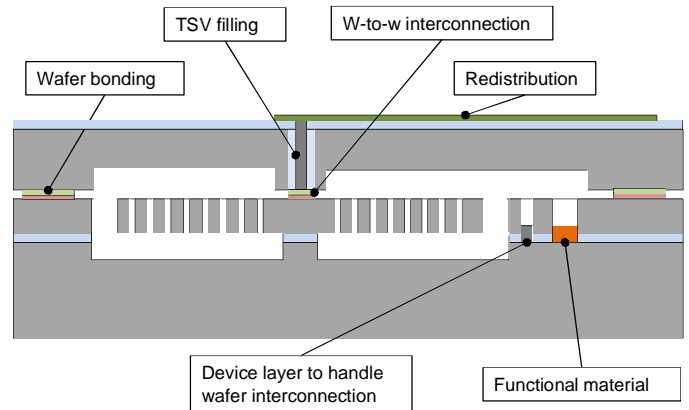 TSV filling
W-to-w interconnection
Wafer bonding
Redistribution
Device layer to handle
wafer interconnection
Functional material